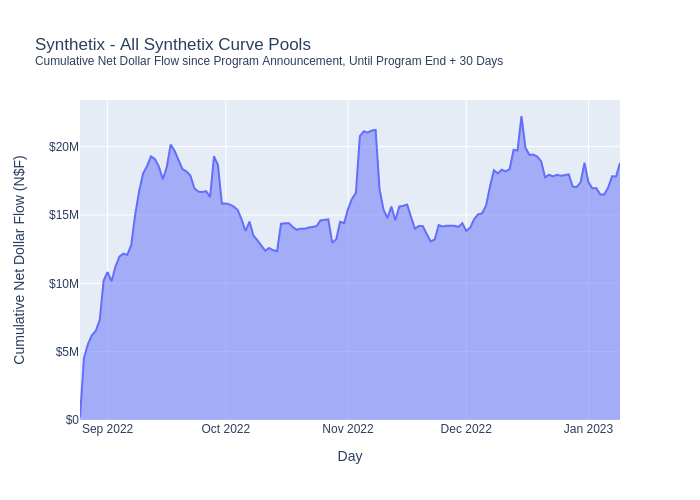 Synthetix - All Synthetix Curve Pools
Cumulative Net Dollar Flow since Program Announcement, Until Program End + 30 Days
Cumulative Net Dollar Flow (N$F)
$20M
$15M
$10M
$5M
$0
Sep 2022
Oct 2022
Nov 2022
Dec 2022
Jan 2023
Day